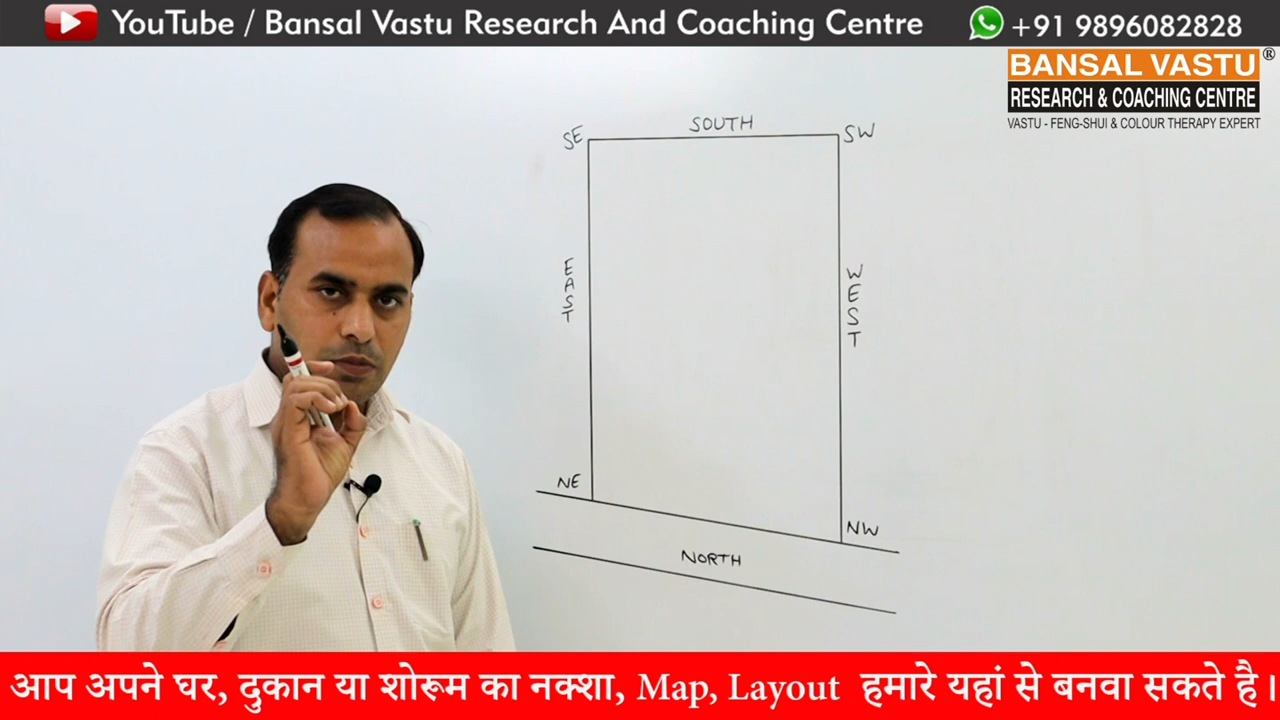 YouTube / Bansal Vastu Research And Coaching Centre
+91 9896082828
BANSAL VASTU®
RESEARCH & COACHING CENTRE
VASTU - FENG-SHUI & COLOUR THERAPY EXPERT
SOUTH
SE
SW
EAST
WEST
NE
NW
NORTH
आप अपने घर, दुकान या शोरूम का नक्शा, Map, Layout हमारे यहां से बनवा सकते है।